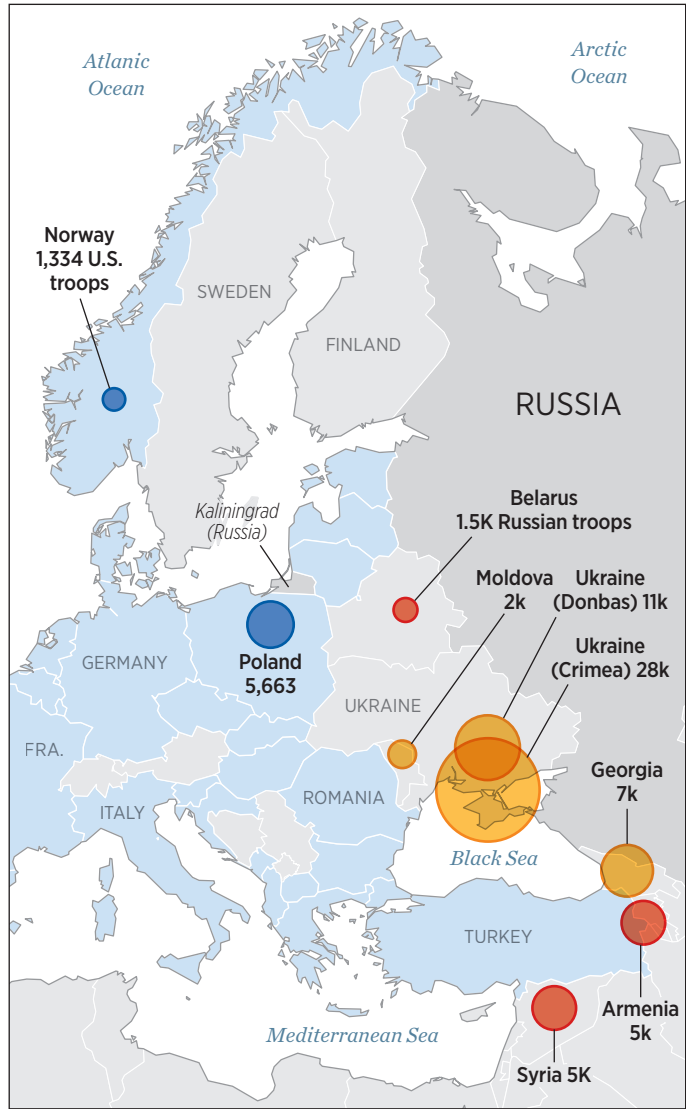 Atlanic
Ocean
Arctic
Ocean
Norway
1,334 U.S.
troops
SWEDEN
FINLAND
RUSSIA
Kaliningrad
(Russia)
Belarus
1.5K Russian troops
Moldova
2k
Ukraine
(Donbas) 11k
Ukraine
(Crimea) 28k
Poland
5,663
GERMANY
UKRAINE
FRA.
ITALY
ROMANIA
Georgia
7k
Black Sea
TURKEY
Armenia
5k
Mediterranean Sea
Syria 5K